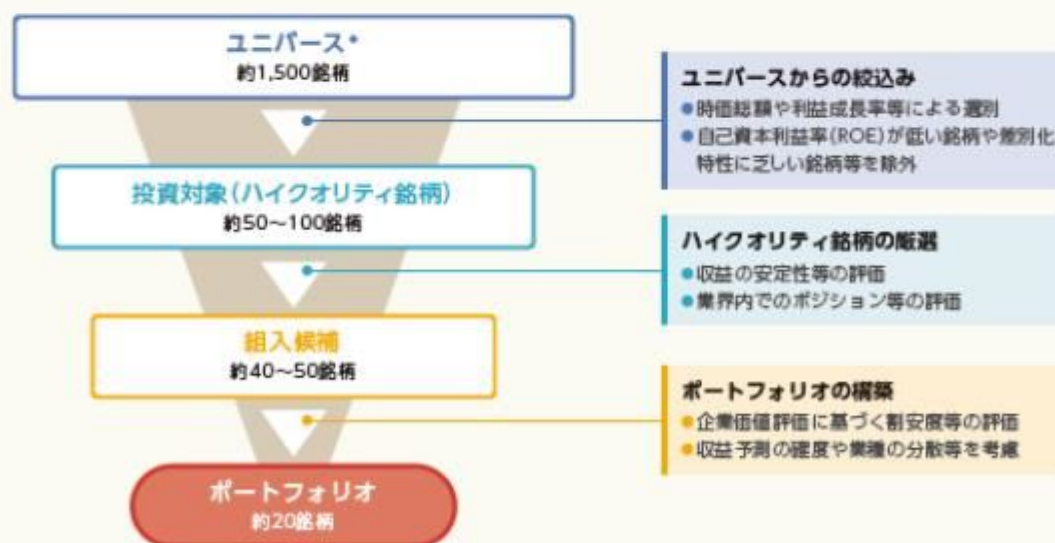 ユニバース*
約1,500銘柄
ユニバースからの絞込み
●時価総額や利益成長率等による選別
●自己資本利益率(ROE)が低い銘柄や差別化
特性に乏しい銘柄等を除外
投資対象(ハイクオリティ銘柄)
約50～100銘柄
ハイクオリティ銘柄の厳選
●収益の安定性等の評価
●業界内でのポジション等の評価
組入候補
約40～50銘柄
ポートフォリオの構築
●企業価値評価に基づく割安度等の評価
●収益予測の確度や業種の分散等を考慮
ポートフォリオ
約20銘柄